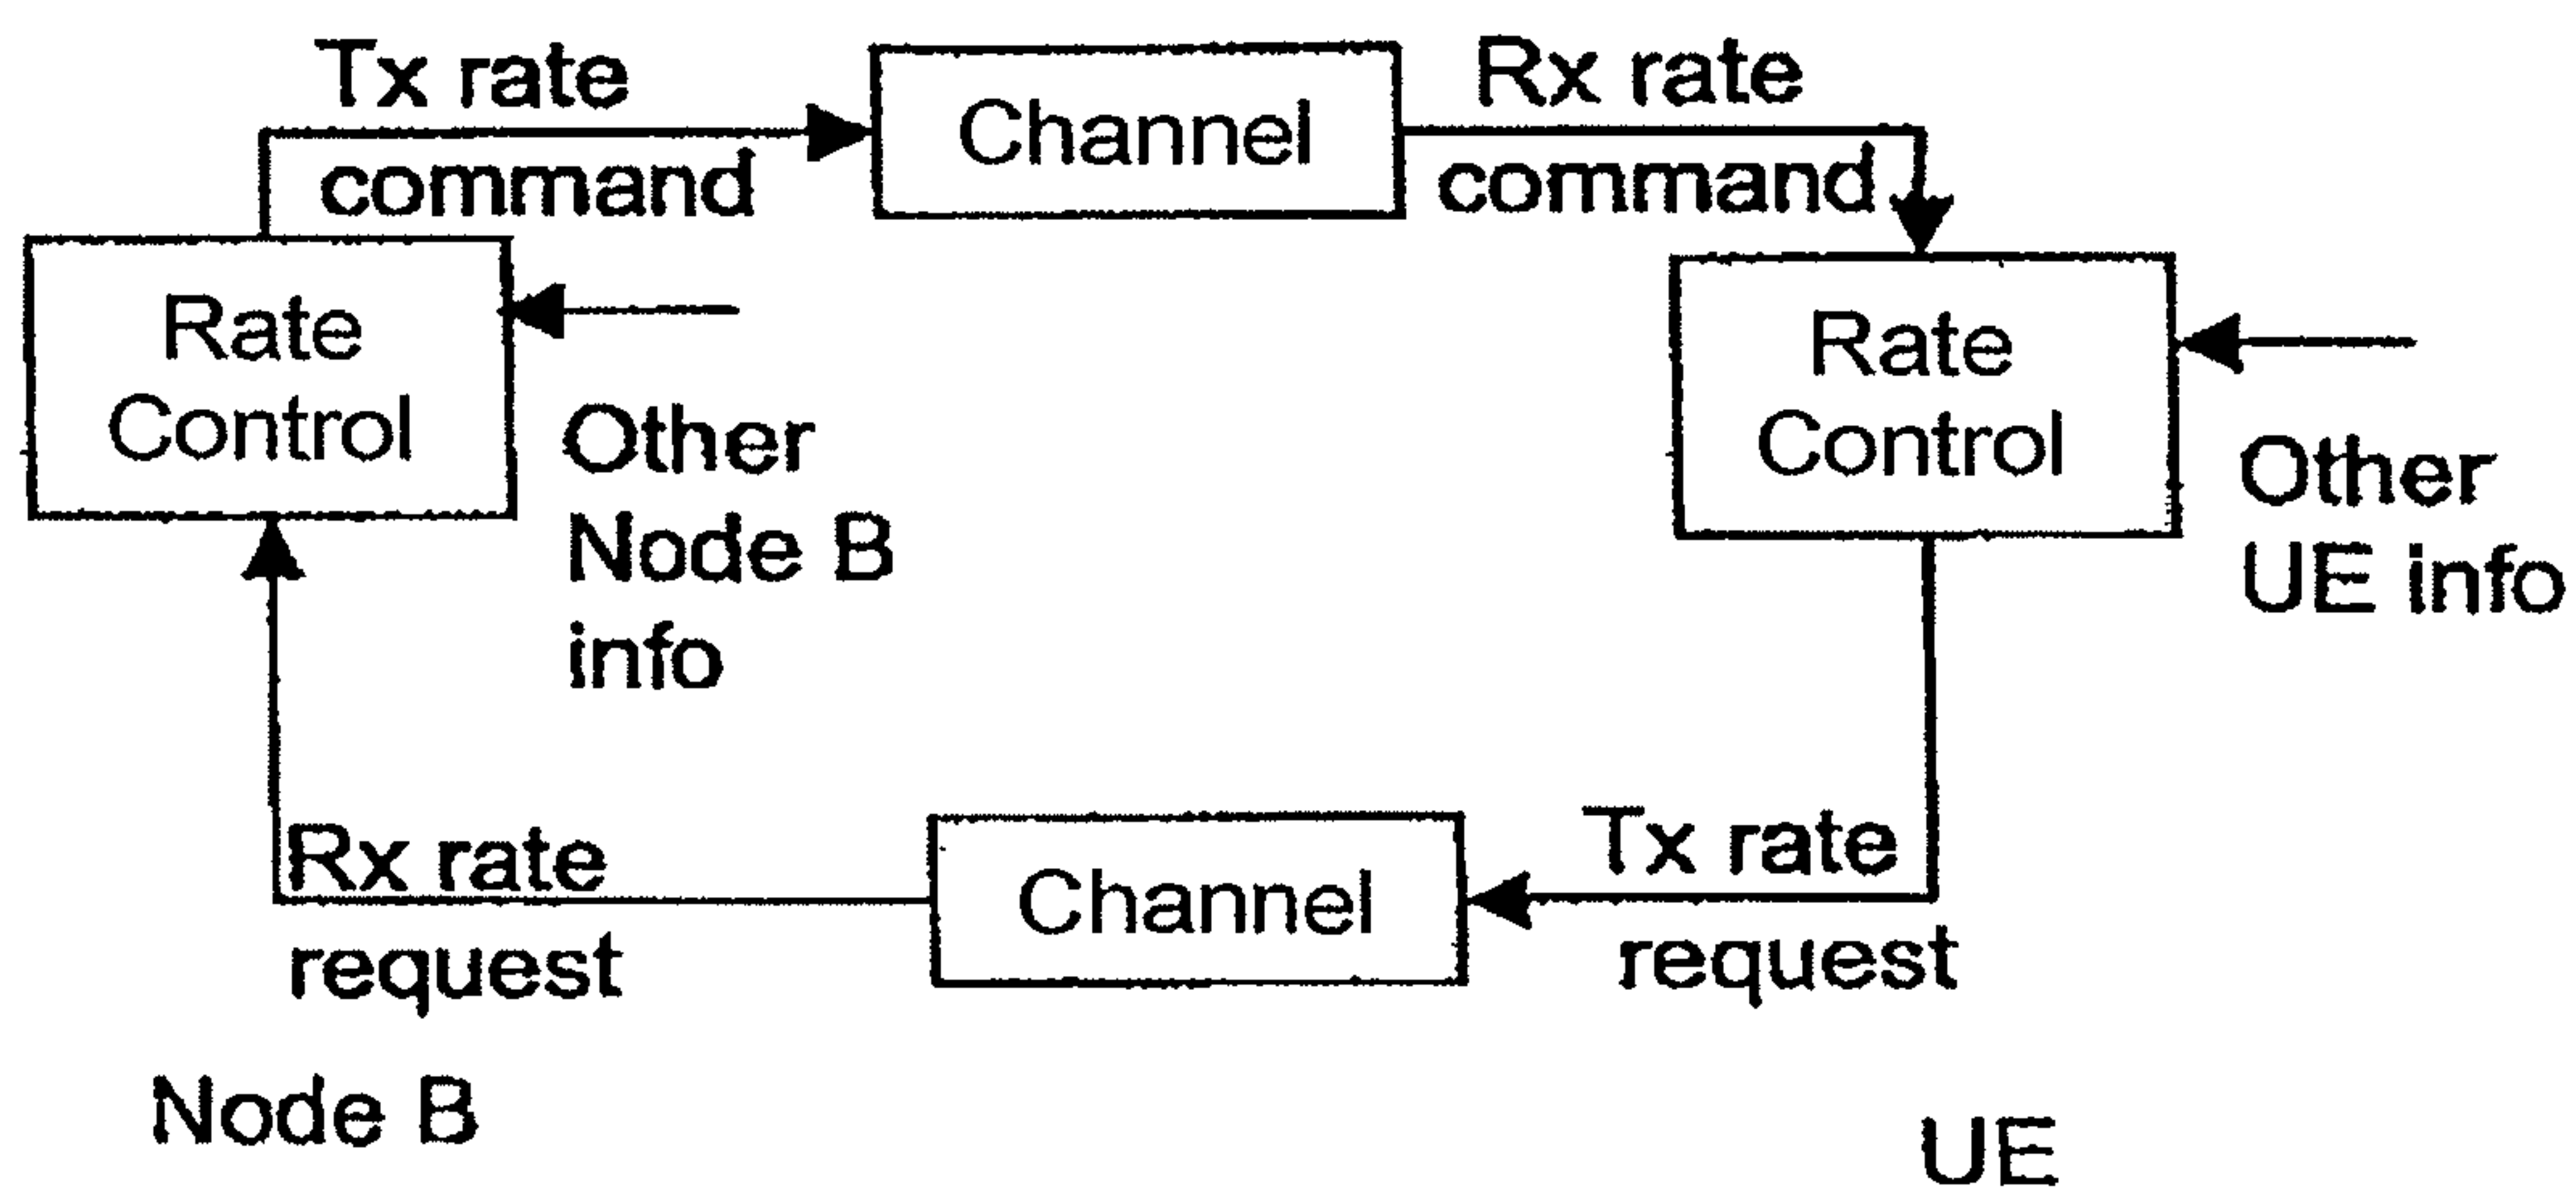 Tx rate
command
Channel
Rx rate
command
Rate
Control
Other
Node B
info
Rate
Control
Other
UE info
Rx rate
request
Channel
Tx rate
request
Node B
UE